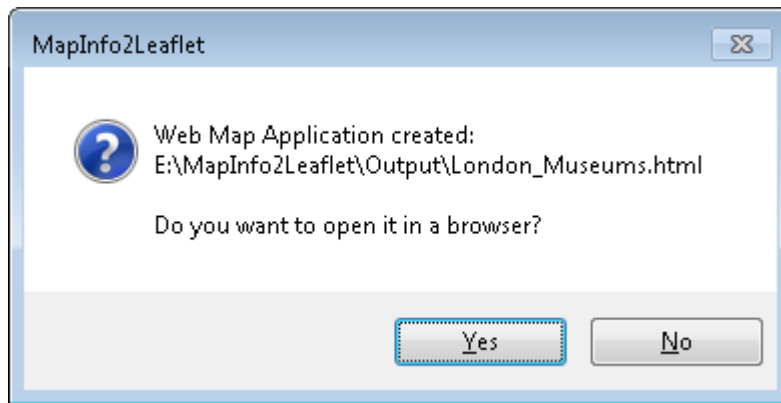 MapInfo2Leaflet
Web Map Application created:
E:\MapInfo2Leaflet\Output\London_Museums.html
Do you want to open it in a browser?
Yes
No